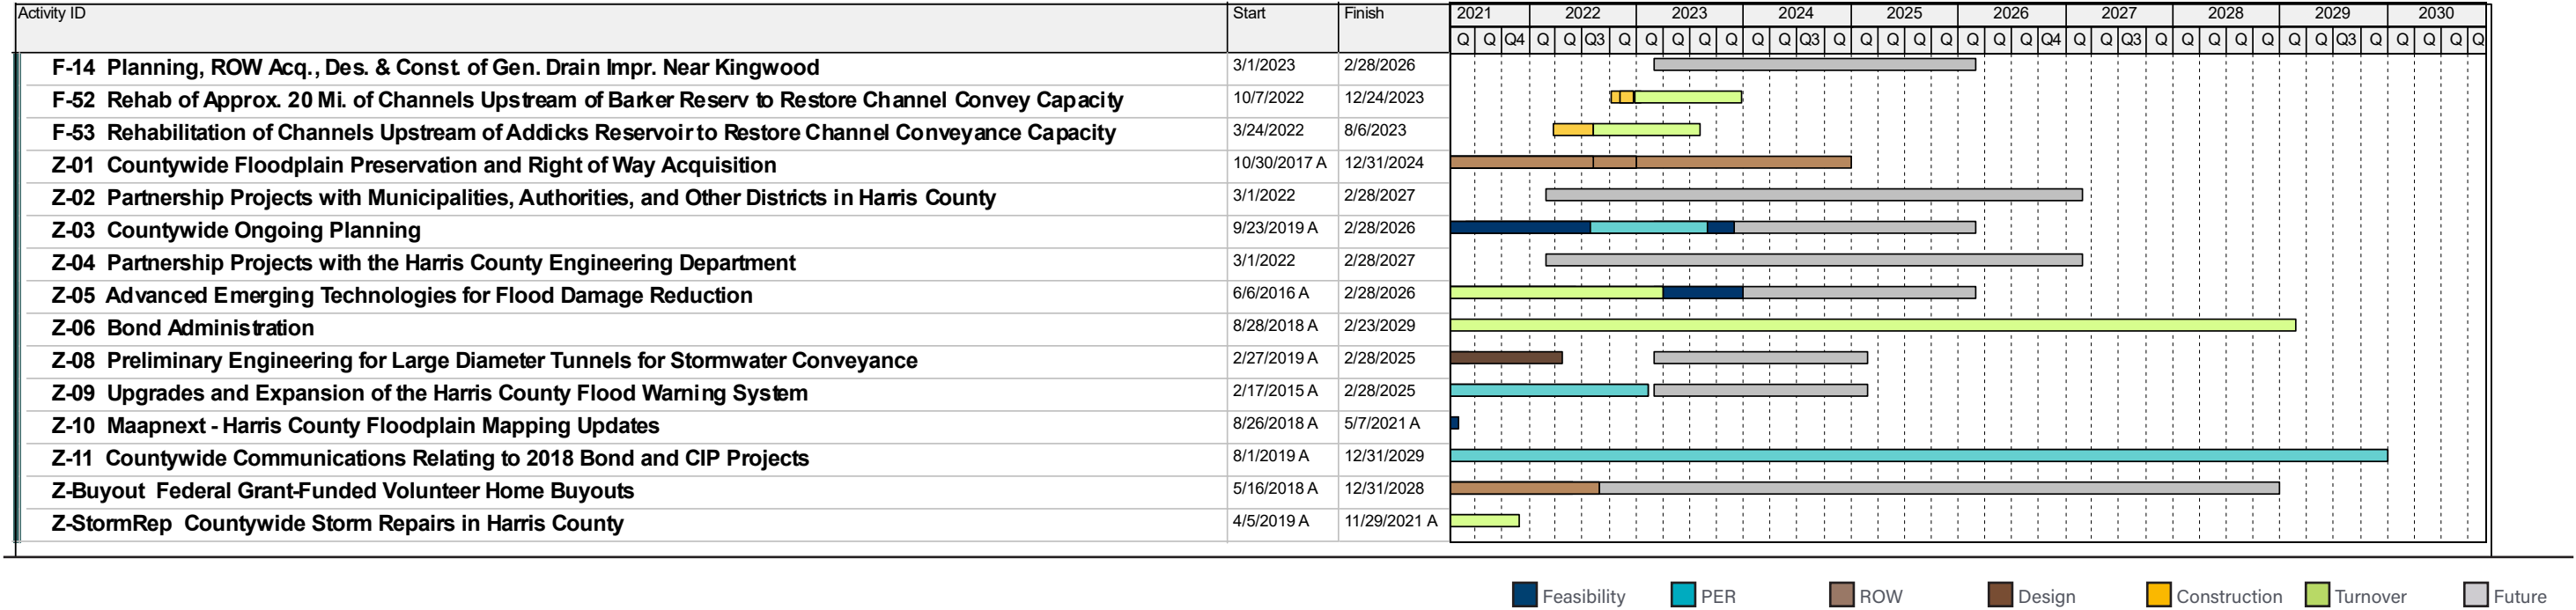 Activity ID Start Finish 2021 2022 2023 2024 2025 2026 2027 2028 2029 2030
Q Q Q4 Q Q Q3 Q Q Q Q Q Q Q Q3 Q Q Q Q Q Q Q Q Q4 Q Q Q3 Q Q Q Q Q Q Q Q3 Q Q Q Q Q
F-14 Planning, ROW Acq., Des. & Const. of Gen. Drain Impr. Near Kingwood 3/1/2023 2/28/2026
F-52 Rehab of Approx. 20 Mi. of Channels Upstream of Barker Reserv to Restore Channel Convey Capacity 10/7/2022 12/24/2023
F-53 Rehabilitation of Channels Upstream of Addicks Reservoir to Restore Channel Conveyance Capacity 3/24/2022 8/6/2023
Z-01 Countywide Floodplain Preservation and Right of Way Acquisition 10/30/2017 A 12/31/2024
Z-02 Partnership Projects with Municipalities, Authorities, and Other Districts in Harris County 3/1/2022 2/28/2027
Z-03 Countywide Ongoing Planning 9/23/2019 A 2/28/2026
Z-04 Partnership Projects with the Harris County Engineering Department 3/1/2022 2/28/2027
Z-05 Advanced Emerging Technologies for Flood Damage Reduction 6/6/2016 A 2/28/2026
Z-06 Bond Administration 8/28/2018 A 2/23/2029
Z-08 Preliminary Engineering for Large Diameter Tunnels for Stormwater Conveyance 2/27/2019 A 2/28/2025
Z-09 Upgrades and Expansion of the Harris County Flood Warning System 2/17/2015 A 2/28/2025
Z-10 Maapnext - Harris County Floodplain Mapping Updates 8/26/2018 A 5/7/2021 A
Z-11 Countywide Communications Relating to 2018 Bond and CIP Projects 8/1/2019 A 12/31/2029
Z-Buyout Federal Grant-Funded Volunteer Home Buyouts 5/16/2018 A 12/31/2028
Z-StormRep Countywide Storm Repairs in Harris County 4/5/2019 A 11/29/2021 A
Feasibility PER ROW Design Construction Turnover Future